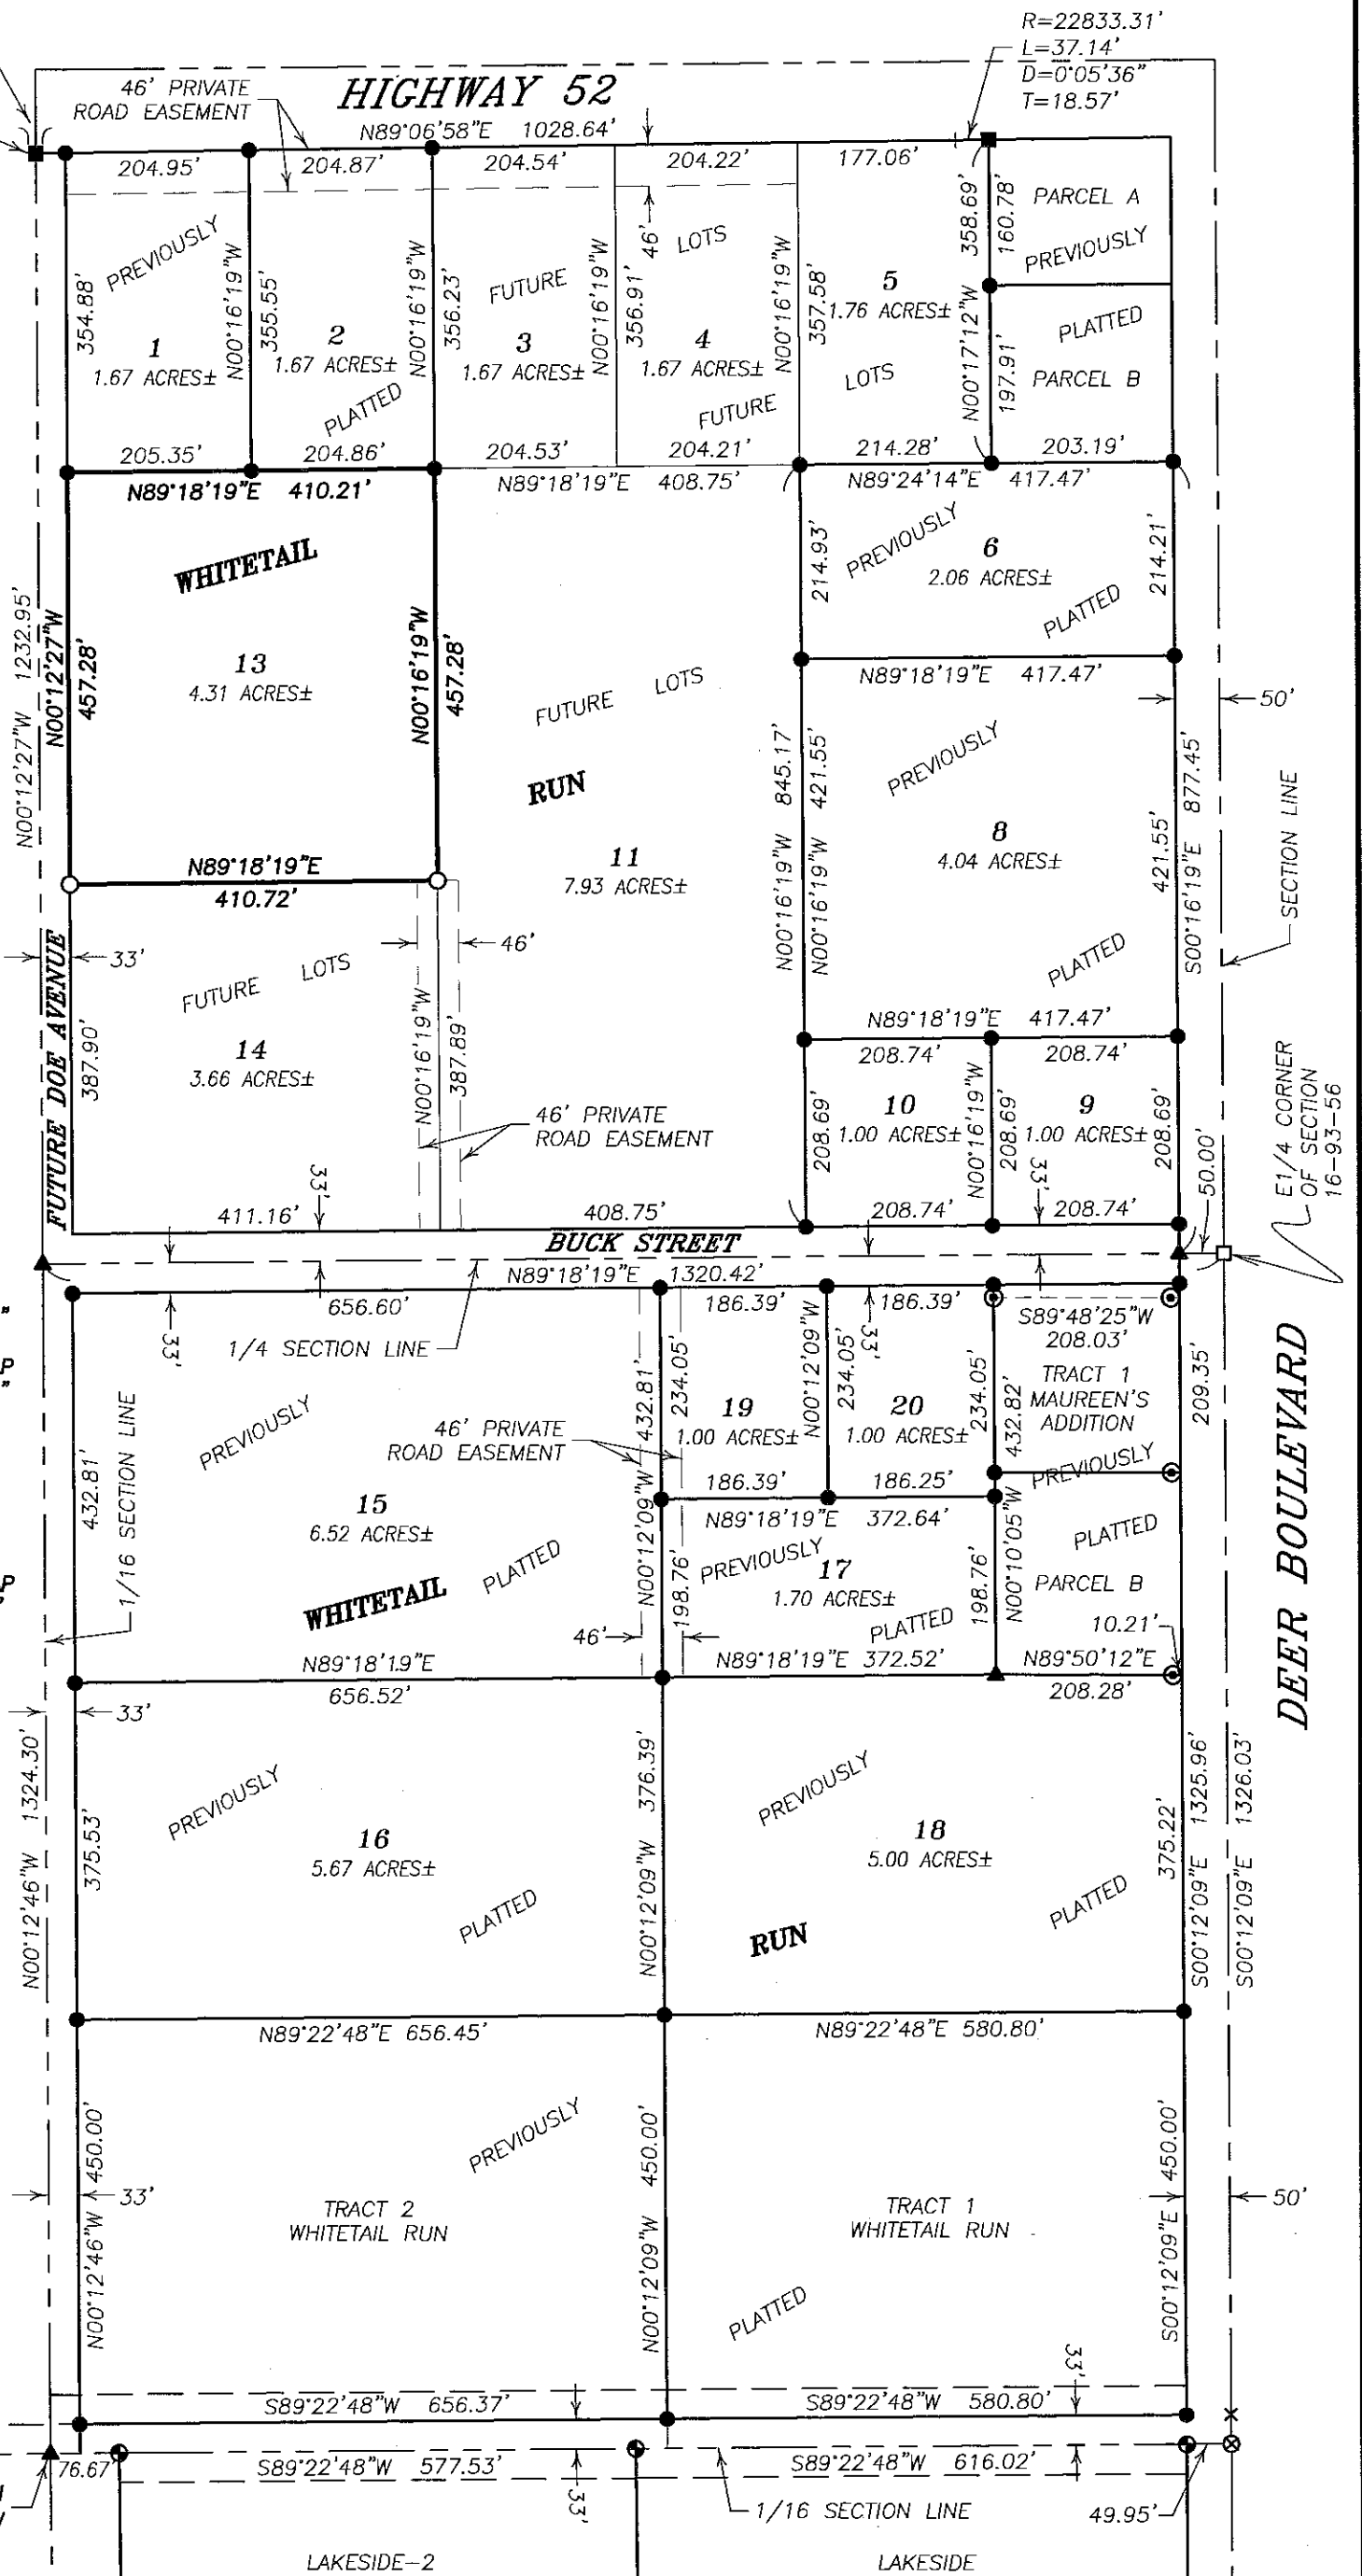 R=22833.31'
L=37.14'
D=0°05'36"
T=18.57'
46' PRIVATE
ROAD EASEMENT
HIGHWAY 52
N89°06'58"E 1028.64'
204.95'
204.87'
204.54'
204.22'
177.06'
354.88'
PREVIOUSLY
N00°16'19"W
355.55'
N00°16'19"W
356.23'
FUTURE
LOTS
46'
N00°16'19"W
356.91'
N00°16'19"W
357.58'
358.69'
160.78'
PARCEL A
PREVIOUSLY
1
1.67 ACRES±
2
1.67 ACRES±
PLATTED
3
1.67 ACRES±
4
1.67 ACRES±
5
1.76 ACRES±
FUTURE
LOTS
N00°17'12"W
197.91'
PLATTED
PARCEL B
205.35'
204.86'
204.53'
204.21'
214.28'
203.19'
N89°18'19"E 410.21'
N89°18'19"E 408.75'
N89°24'14"E 417.47'
WHITETAIL
214.93'
PREVIOUSLY
6
2.06 ACRES±
PLATTED
214.21'
N00°12'27"W 1232.95'
N00°12'27"W
457.28'
13
4.31 ACRES±
N00°16'19"W
457.28'
FUTURE LOTS
N89°18'19"E 417.47'
50'
RUN
PREVIOUSLY
N00°16'19"W 845.17'
N00°16'19"W 421.55'
8
4.04 ACRES±
PLATTED
421.55'
S00°16'19"E 877.45'
SECTION LINE
N89°18'19"E
410.72'
11
7.93 ACRES±
33'
46'
FUTURE LOTS
FUTURE DOE AVENUE
387.90'
14
3.66 ACRES±
N00°16'19"W
387.89'
46' PRIVATE
ROAD EASEMENT
N89°18'19"E 417.47'
208.74'
208.74'
208.69'
10
1.00 ACRES±
N00°16'19"W
208.69'
9
1.00 ACRES±
208.69'
33'
50.00'
E1/4 CORNER
OF SECTION
16-93-56
411.16'
33'
408.75'
208.74'
208.74'
BUCK STREET
N89°18'19"E 1320.42'
656.60'
186.39'
186.39'
S89°48'25"W
208.03'
33'
1/4 SECTION LINE
33'
"
P
"
PREVIOUSLY
46' PRIVATE
ROAD EASEMENT
432.81'
234.05'
19
1.00 ACRES±
N00°12'09"W
234.05'
20
1.00 ACRES±
234.05'
432.82'
TRACT 1
MAUREEN'S
ADDITION
209.35'
DEER BOULEVARD
432.81'
1/16 SECTION LINE
15
6.52 ACRES±
PLATTED
N00°12'09"W
186.39'
186.25'
PREVIOUSLY
N89°18'19"E 372.64'
PLATTED
P
WHITETAIL
198.76'
PREVIOUSLY
17
1.70 ACRES±
PLATTED
198.76'
N00°10'05"W
PARCEL B
10.21'
46'
N89°18'19"E
656.52'
N89°18'19"E 372.52'
N89°50'12"E
208.28'
33'
N00°12'46"W 1324.30'
375.53'
PREVIOUSLY
16
5.67 ACRES±
PLATTED
N00°12'09"W 376.39'
PREVIOUSLY
18
5.00 ACRES±
PLATTED
RUN
375.22'
S00°12'09"E 1325.96'
S00°12'09"E 1326.03'
N89°22'48"E 656.45'
N89°22'48"E 580.80'
N00°12'46"W 450.00'
33'
PREVIOUSLY
TRACT 2
WHITETAIL RUN
N00°12'09"W 450.00'
TRACT 1
WHITETAIL RUN
PLATTED
S00°12'09"E 450.00'
50'
S89°22'48"W 656.37'
S89°22'48"W 580.80'
33'
76.67'
S89°22'48"W 577.53'
S89°22'48"W 616.02'
33'
1/16 SECTION LINE
49.95'
LAKESIDE-2
LAKESIDE